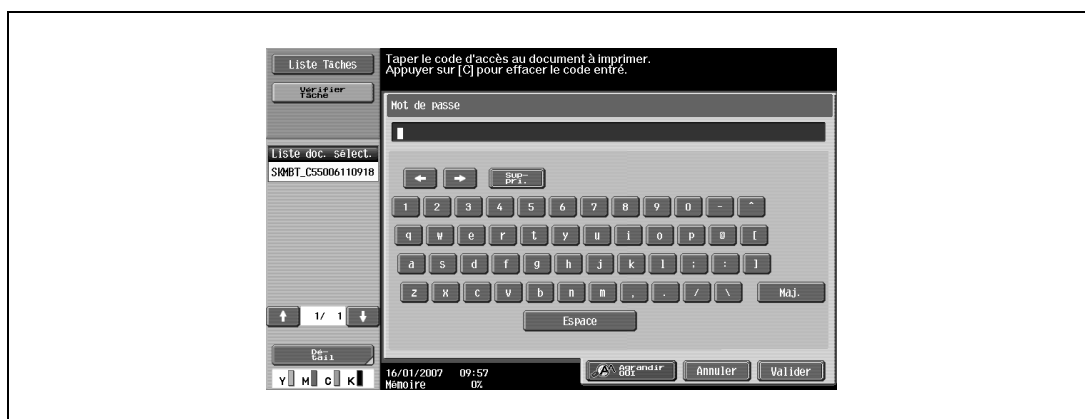 Liste Tâches
Vérifier
Tâche
Taper le code d'accès au document à imprimer.
Appuyer sur [C] pour effacer le code entré.
Mot de passe
Liste doc. sélect.
SKMBT_C55006110918
← → Sup-
pri.
1 2 3 4 5 6 7 8 9 0 - ^
q w e r t y u i o p @ [
a s d f g h j k l ; : ]
z x c v b n m , . / \ Maj.
Espace
↑ 1/ 1 ↓
Dé-
tail
Y M C K
16/01/2007 09:57
Mémoire 0%
Agrandir
OOI
Annuler
Valider